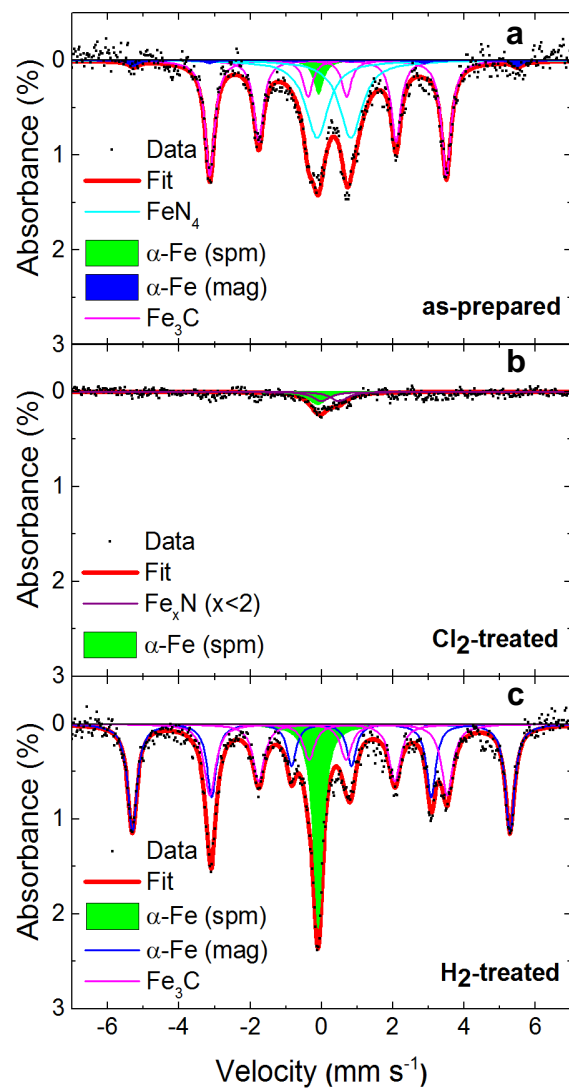 a
0
1
2
3
Absorbance (%)
Data
Fit
FeN₄
α-Fe (spm)
α-Fe (mag)
Fe₃C
as-prepared
b
0
1
2
3
Absorbance (%)
Data
Fit
FeₓN (x<2)
α-Fe (spm)
Cl₂-treated
c
0
1
2
3
Absorbance (%)
Data
Fit
α-Fe (spm)
α-Fe (mag)
Fe₃C
H₂-treated
-6 -4 -2 0 2 4 6
Velocity (mm s⁻¹)